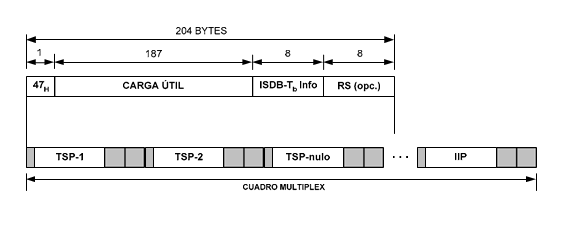 204 BYTES
1 187 8 8
47H CARGA ÚTIL ISDB-Tb Info RS (opc.)
TSP-1 TSP-2 TSP-nulo . . . IIP
CUADRO MULTIPLEX